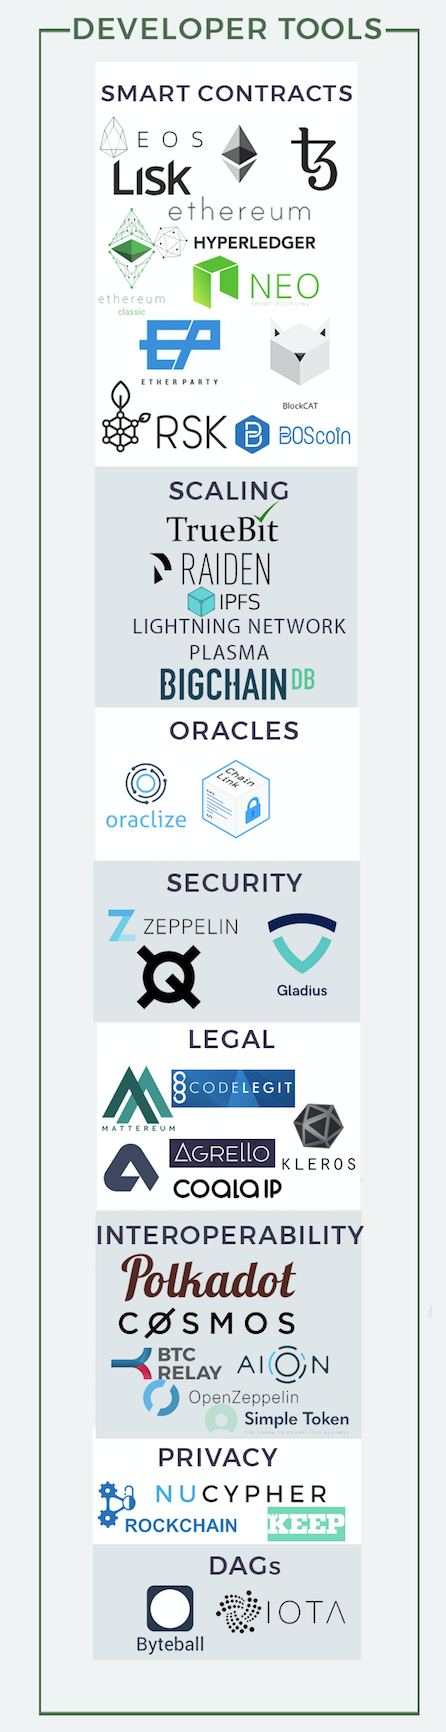 DEVELOPER TOOLS
SMART CONTRACTS
EOS
LISK
ethereum
HYPERLEDGER
ethereum
classic
NEO
smart economy
ETHERPARTY
BlockCAT
RSK
BOScoin
SCALING
TrueBit
RAIDEN
IPFS
LIGHTNING NETWORK
PLASMA
BIGCHAIN DB
ORACLES
oraclize
Chain
Link
SECURITY
ZEPPELIN
Gladius
LEGAL
MATTEREUM
CODELEGIT
AGRELLO
KLEROS
COALA IP
INTEROPERABILITY
Polkadot
COSMOS
BTC
RELAY
AION
OpenZeppelin
Simple Token
PRIVACY
NUCYPHER
ROCKCHAIN
KEEP
DAGs
Byteball
IOTA